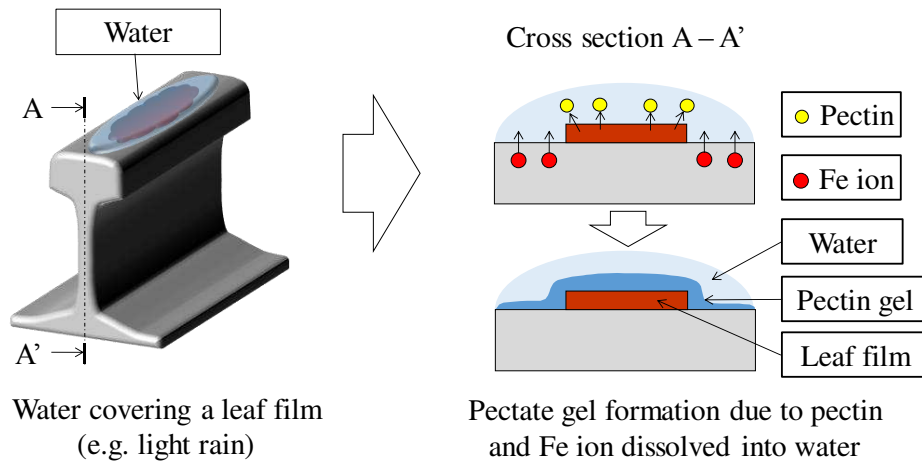 Water
A
A'
Water covering a leaf film
(e.g. light rain)
Cross section A – A'
Pectin
Fe ion
Water
Pectin gel
Leaf film
Pectate gel formation due to pectin
and Fe ion dissolved into water